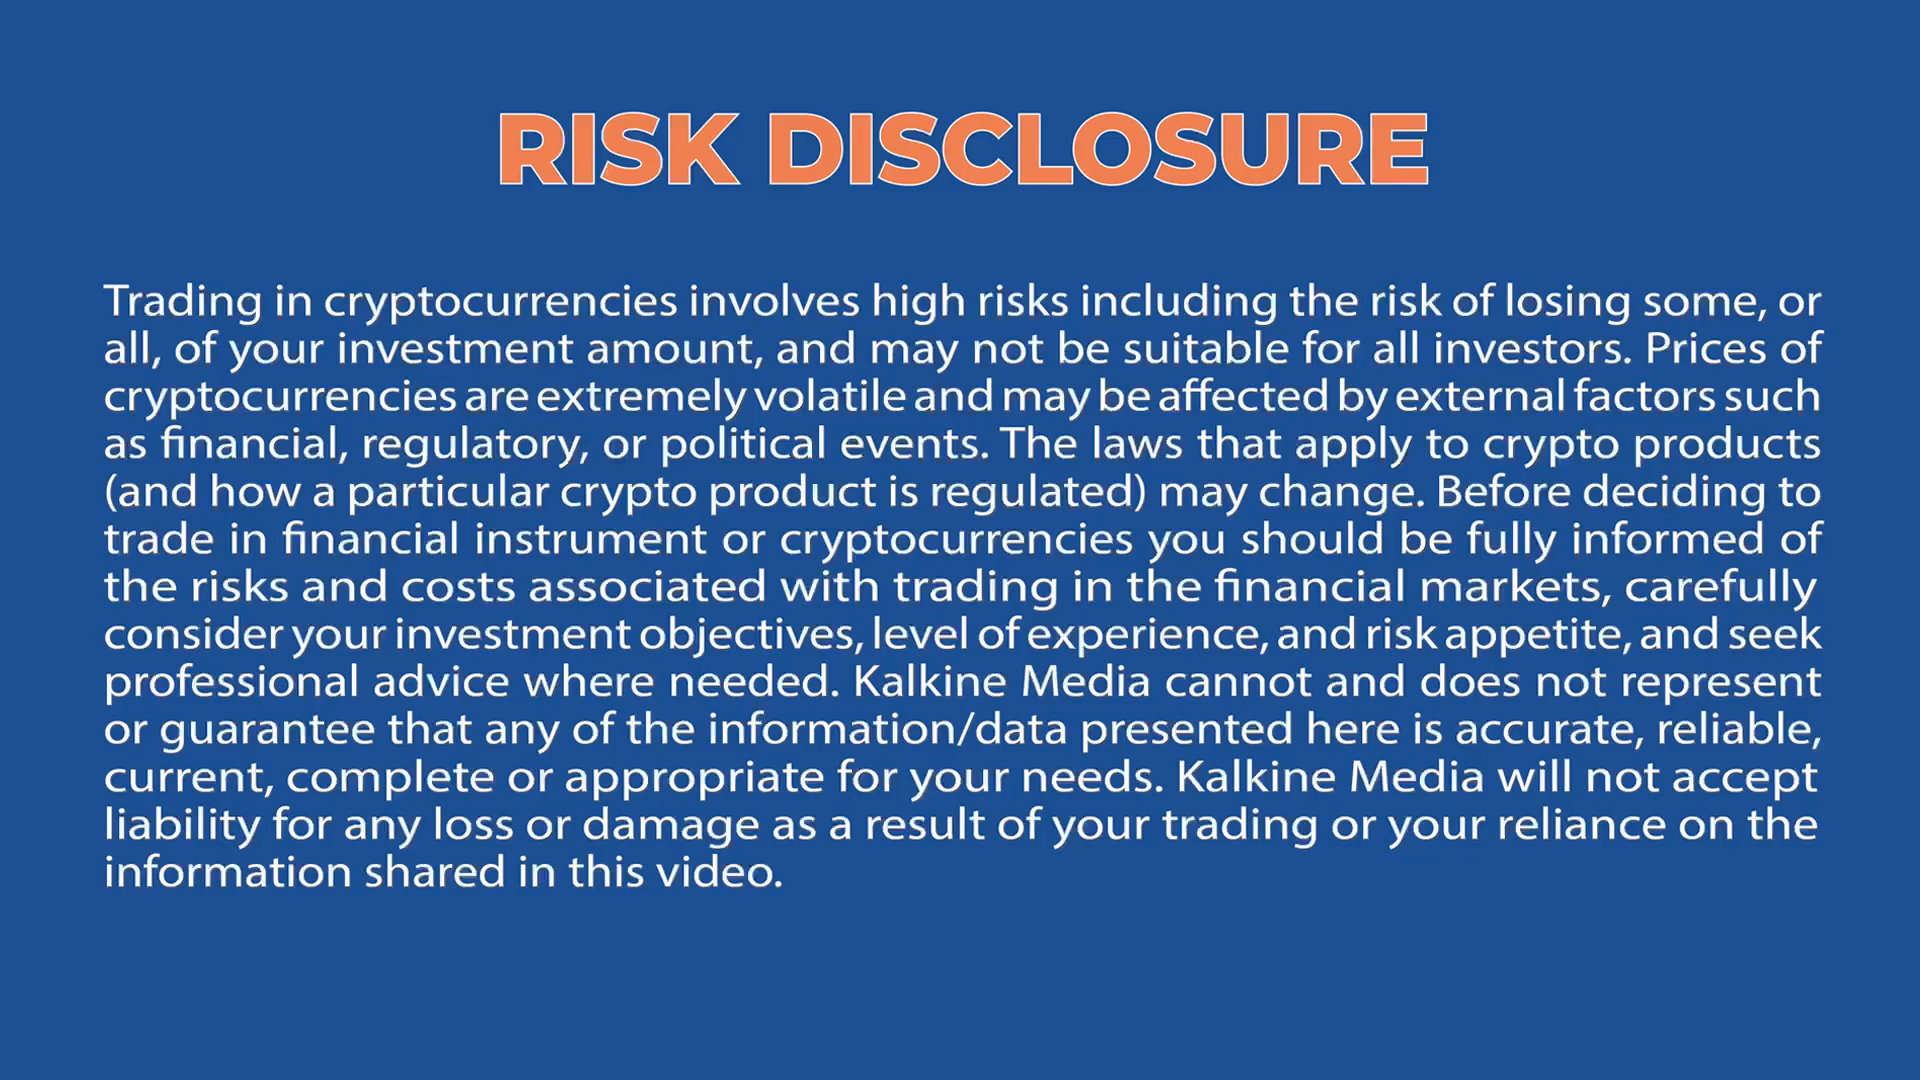 RISK DISCLOSURE
Trading in cryptocurrencies involves high risks including the risk of losing some, or
all, of your investment amount, and may not be suitable for all investors. Prices of
cryptocurrencies are extremely volatile and may be affected by external factors such
as financial, regulatory, or political events. The laws that apply to crypto products
(and how a particular crypto product is regulated) may change. Before deciding to
trade in financial instrument or cryptocurrencies you should be fully informed of
the risks and costs associated with trading in the financial markets, carefully
consider your investment objectives, level of experience, and risk appetite, and seek
professional advice where needed. Kalkine Media cannot and does not represent
or guarantee that any of the information/data presented here is accurate, reliable,
current, complete or appropriate for your needs. Kalkine Media will not accept
liability for any loss or damage as a result of your trading or your reliance on the
information shared in this video.